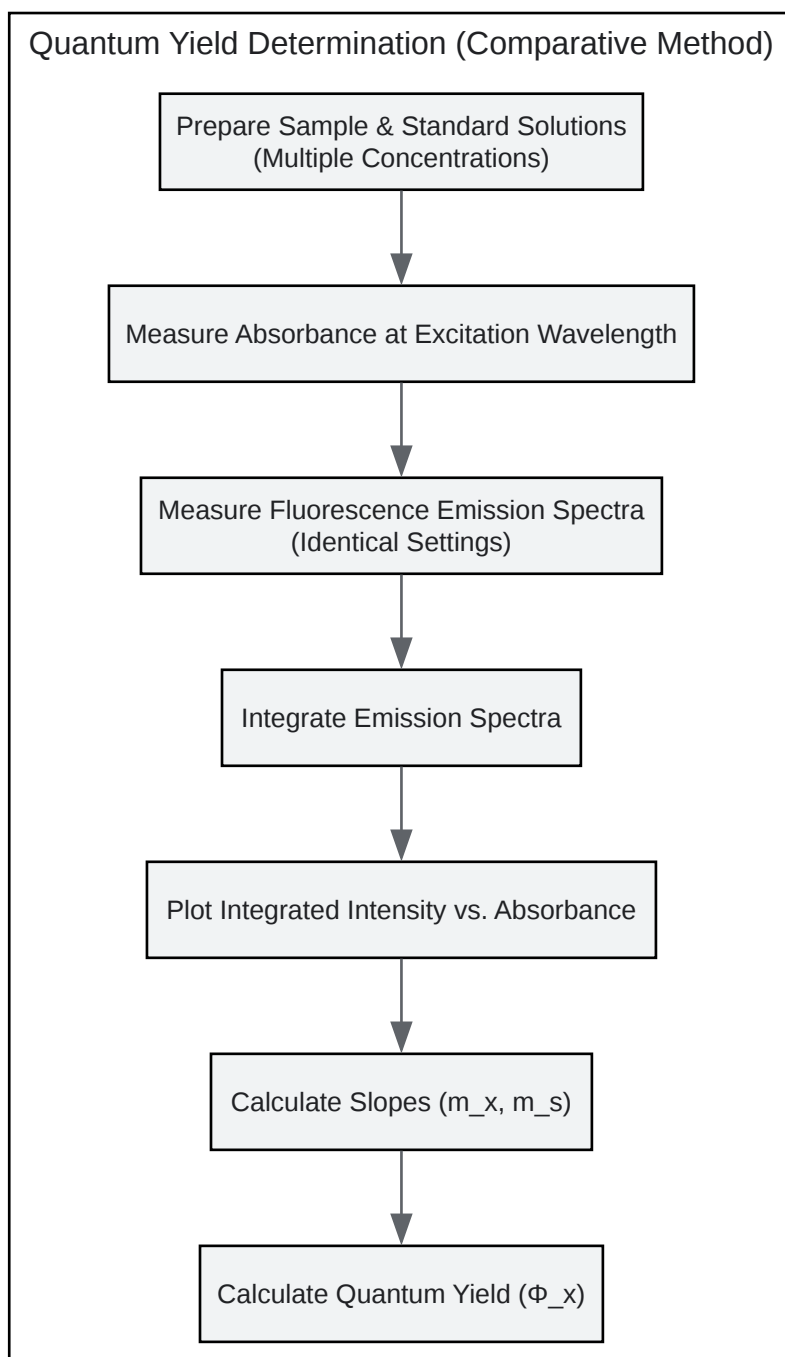 Quantum Yield Determination (Comparative Method)
Prepare Sample & Standard Solutions
(Multiple Concentrations)
Measure Absorbance at Excitation Wavelength
Measure Fluorescence Emission Spectra
(Identical Settings)
Integrate Emission Spectra
Plot Integrated Intensity vs. Absorbance
Calculate Slopes (m_x, m_s)
Calculate Quantum Yield (Φ_x)